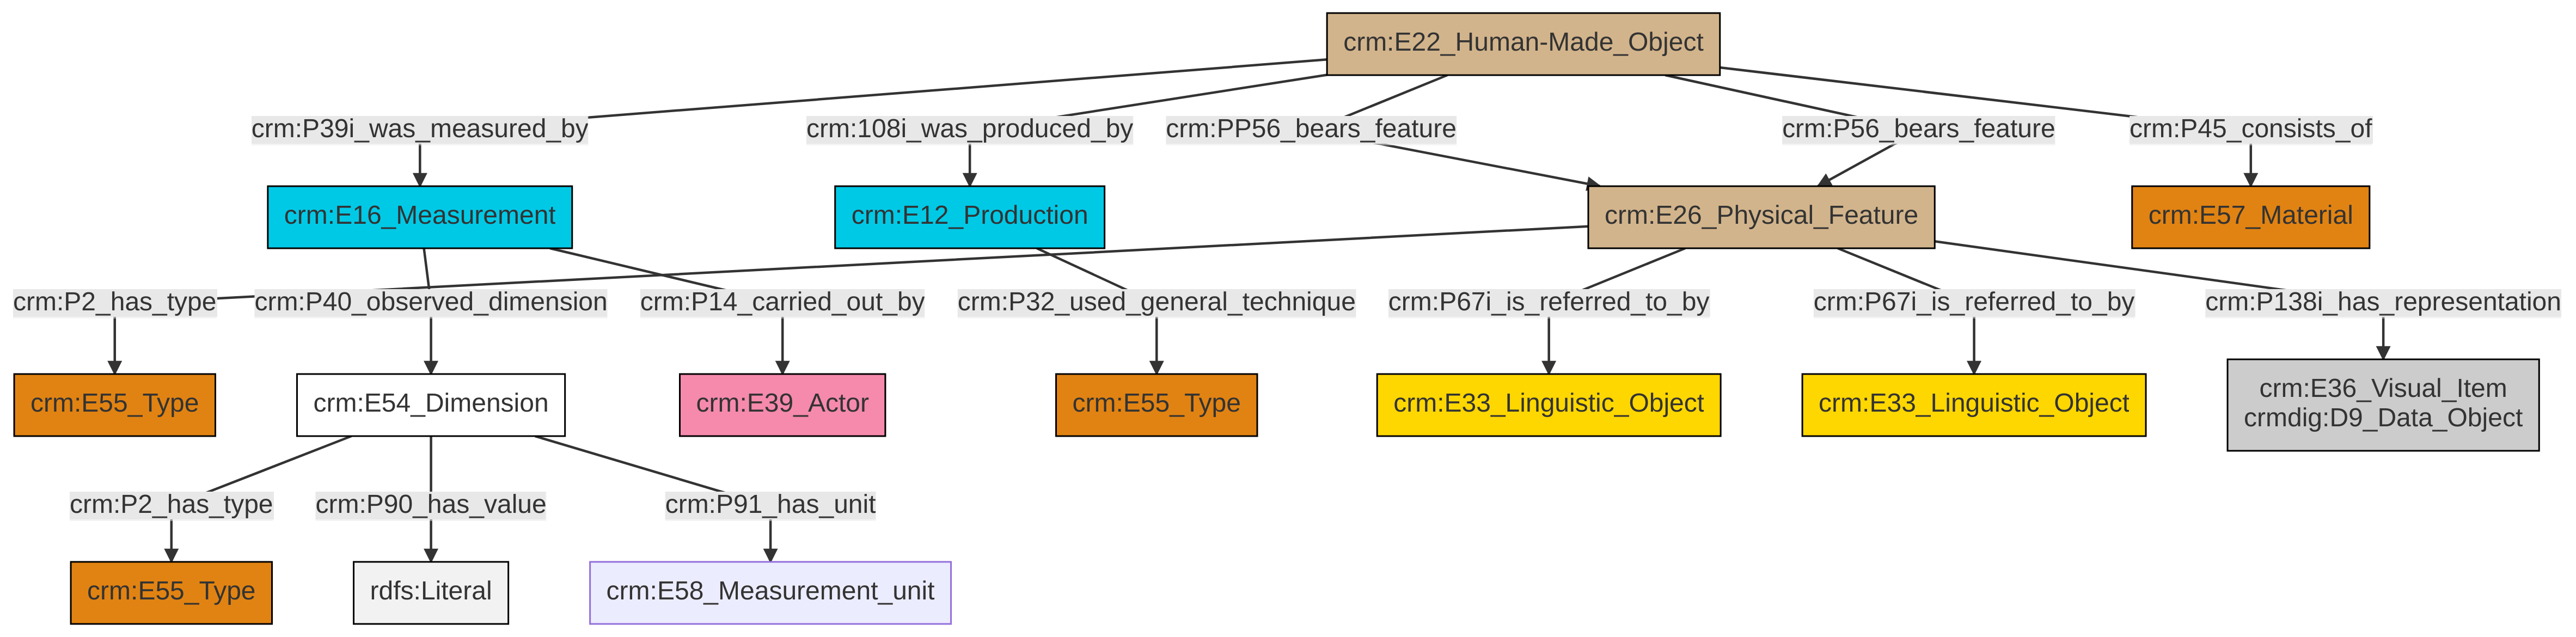 crm:E22_Human-Made_Object
crm:P39i_was_measured_by
crm:108i_was_produced_by
crm:PP56_bears_feature
crm:P56_bears_feature
crm:P45_consists_of
crm:E16_Measurement
crm:E12_Production
crm:E26_Physical_Feature
crm:E57_Material
crm:P2_has_type
crm:P40_observed_dimension
crm:P14_carried_out_by
crm:P32_used_general_technique
crm:P67i_is_referred_to_by
crm:P67i_is_referred_to_by
crm:P138i_has_representation
crm:E55_Type
crm:E54_Dimension
crm:E39_Actor
crm:E55_Type
crm:E33_Linguistic_Object
crm:E33_Linguistic_Object
crm:E36_Visual_Item
crmdig:D9_Data_Object
crm:P2_has_type
crm:P90_has_value
crm:P91_has_unit
crm:E55_Type
rdfs:Literal
crm:E58_Measurement_unit